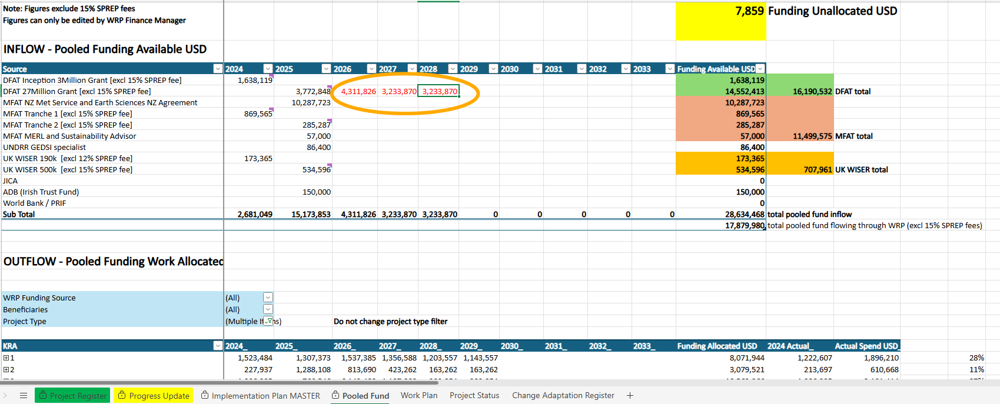 Note: Figures exclude 15% SPREP fees
7,859 Funding Unallocated USD
Figures can only be edited by WRP Finance Manager
INFLOW - Pooled Funding Available USD
Source 2024 2025 2026 2027 2028 2029 2030 2031 2032 2033 Funding Available USD
DFAT Inception 3Million Grant [excl 15% SPREP fee] 1,638,119 1,638,119
DFAT 27Million Grant [excl 15% SPREP fee] 3,772,848 4,311,826 3,233,870 3,233,870 14,552,413 16,190,532 DFAT total
MFAT NZ Met Service and Earth Sciences NZ Agreement 10,287,723 10,287,723
MFAT Tranche 1 [excl 15% SPREP fee] 869,565 869,565
MFAT Tranche 2 [excl 15% SPREP fee] 285,287 285,287
MFAT MERL and Sustainability Advisor 57,000 57,000 11,499,575 MFAT total
UNDRR GEDSI specialist 86,400 86,400
UK WISER 190k [excl 12% SPREP fee] 173,365 173,365
UK WISER 500k [excl 15% SPREP fee] 534,596 534,596 707,961 UK WISER total
JICA 0
ADB (Irish Trust Fund) 150,000 150,000
World Bank / PRIF 0
Sub Total 2,681,049 15,173,853 4,311,826 3,233,870 3,233,870 0 0 0 0 0 28,634,468 total pooled fund inflow
17,879,980 total pooled fund flowing through WRP (excl 15% SPREP fees)
OUTFLOW - Pooled Funding Work Allocated
WRP Funding Source (All)
Beneficiaries (All)
Project Type (Multiple Items) Do not change project type filter
KRA 2024_ 2025_ 2026_ 2027_ 2028_ 2029_ 2030_ 2031_ 2032_ 2033_ Funding Allocated USD 2024 Actual_ Actual Spend USD_
1 1,523,484 1,307,373 1,537,385 1,356,588 1,203,557 1,143,557 8,071,944 1,222,607 1,896,210 28%
2 227,937 1,288,108 813,690 423,262 163,262 163,262 3,079,521 213,697 610,668 11%
Project Register Progress Update Implementation Plan MASTER Pooled Fund Work Plan Project Status Change Adaptation Register